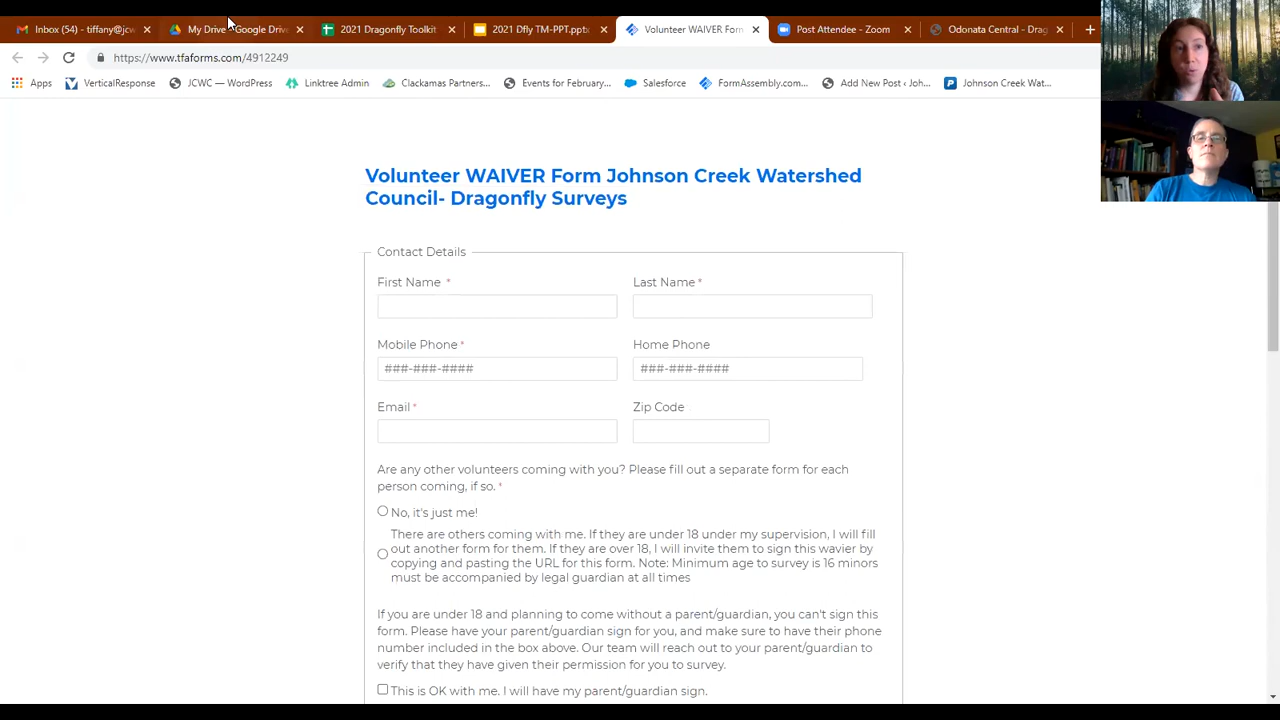 Inbox (54) - tiffany@jcw
My Drive - Google Drive
2021 Dragonfly Toolkit
2021 Dfly TM-PPT.pptx
Volunteer WAIVER Form
Post Attendee - Zoom
Odonata Central - Drag
https://www.tfaforms.com/4912249
Apps
VerticalResponse
JCWC — WordPress
Linktree Admin
Clackamas Partners...
Events for February...
Salesforce
FormAssembly.com...
Add New Post ‹ Joh...
Johnson Creek Wat...
Volunteer WAIVER Form Johnson Creek Watershed
Council- Dragonfly Surveys
Contact Details
First Name *
Last Name *
Mobile Phone *
Home Phone
###-###-####
###-###-####
Email *
Zip Code
Are any other volunteers coming with you? Please fill out a separate form for each
person coming, if so. *
No, it's just me!
There are others coming with me. If they are under 18 under my supervision, I will fill
out another form for them. If they are over 18, I will invite them to sign this wavier by
copying and pasting the URL for this form. Note: Minimum age to survey is 16 minors
must be accompanied by legal guardian at all times
If you are under 18 and planning to come without a parent/guardian, you can't sign this
form. Please have your parent/guardian sign for you, and make sure to have their phone
number included in the box above. Our team will reach out to your parent/guardian to
verify that they have given their permission for you to survey.
This is OK with me. I will have my parent/guardian sign.